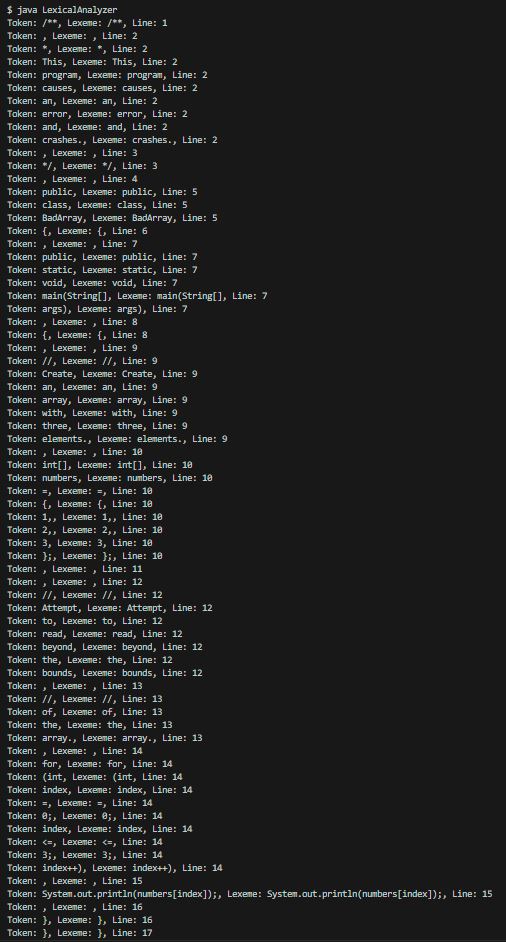 $ java LexicalAnalyzer
Token: /**, Lexeme: /**, Line: 1
Token: , Lexeme: , Line: 2
Token: *, Lexeme: *, Line: 2
Token: This, Lexeme: This, Line: 2
Token: program, Lexeme: program, Line: 2
Token: causes, Lexeme: causes, Line: 2
Token: an, Lexeme: an, Line: 2
Token: error, Lexeme: error, Line: 2
Token: and, Lexeme: and, Line: 2
Token: crashes., Lexeme: crashes., Line: 2
Token: , Lexeme: , Line: 3
Token: */, Lexeme: */, Line: 3
Token: , Lexeme: , Line: 4
Token: public, Lexeme: public, Line: 5
Token: class, Lexeme: class, Line: 5
Token: BadArray, Lexeme: BadArray, Line: 5
Token: {, Lexeme: {, Line: 6
Token: , Lexeme: , Line: 7
Token: public, Lexeme: public, Line: 7
Token: static, Lexeme: static, Line: 7
Token: void, Lexeme: void, Line: 7
Token: main(String[], Lexeme: main(String[], Line: 7
Token: args), Lexeme: args), Line: 7
Token: , Lexeme: , Line: 8
Token: {, Lexeme: {, Line: 8
Token: , Lexeme: , Line: 9
Token: //, Lexeme: //, Line: 9
Token: Create, Lexeme: Create, Line: 9
Token: an, Lexeme: an, Line: 9
Token: array, Lexeme: array, Line: 9
Token: with, Lexeme: with, Line: 9
Token: three, Lexeme: three, Line: 9
Token: elements., Lexeme: elements., Line: 9
Token: , Lexeme: , Line: 10
Token: int[], Lexeme: int[], Line: 10
Token: numbers, Lexeme: numbers, Line: 10
Token: =, Lexeme: =, Line: 10
Token: {, Lexeme: {, Line: 10
Token: 1,, Lexeme: 1,, Line: 10
Token: 2,, Lexeme: 2,, Line: 10
Token: 3, Lexeme: 3, Line: 10
Token: };, Lexeme: };, Line: 10
Token: , Lexeme: , Line: 11
Token: , Lexeme: , Line: 12
Token: //, Lexeme: //, Line: 12
Token: Attempt, Lexeme: Attempt, Line: 12
Token: to, Lexeme: to, Line: 12
Token: read, Lexeme: read, Line: 12
Token: beyond, Lexeme: beyond, Line: 12
Token: the, Lexeme: the, Line: 12
Token: bounds, Lexeme: bounds, Line: 12
Token: , Lexeme: , Line: 13
Token: //, Lexeme: //, Line: 13
Token: of, Lexeme: of, Line: 13
Token: the, Lexeme: the, Line: 13
Token: array., Lexeme: array., Line: 13
Token: , Lexeme: , Line: 14
Token: for, Lexeme: for, Line: 14
Token: (int, Lexeme: (int, Line: 14
Token: index, Lexeme: index, Line: 14
Token: =, Lexeme: =, Line: 14
Token: 0;, Lexeme: 0;, Line: 14
Token: index, Lexeme: index, Line: 14
Token: <=, Lexeme: <=, Line: 14
Token: 3;, Lexeme: 3;, Line: 14
Token: index++), Lexeme: index++), Line: 14
Token: , Lexeme: , Line: 15
Token: System.out.println(numbers[index]);, Lexeme: System.out.println(numbers[index]);, Line: 15
Token: , Lexeme: , Line: 16
Token: }, Lexeme: }, Line: 16
Token: }, Lexeme: }, Line: 17